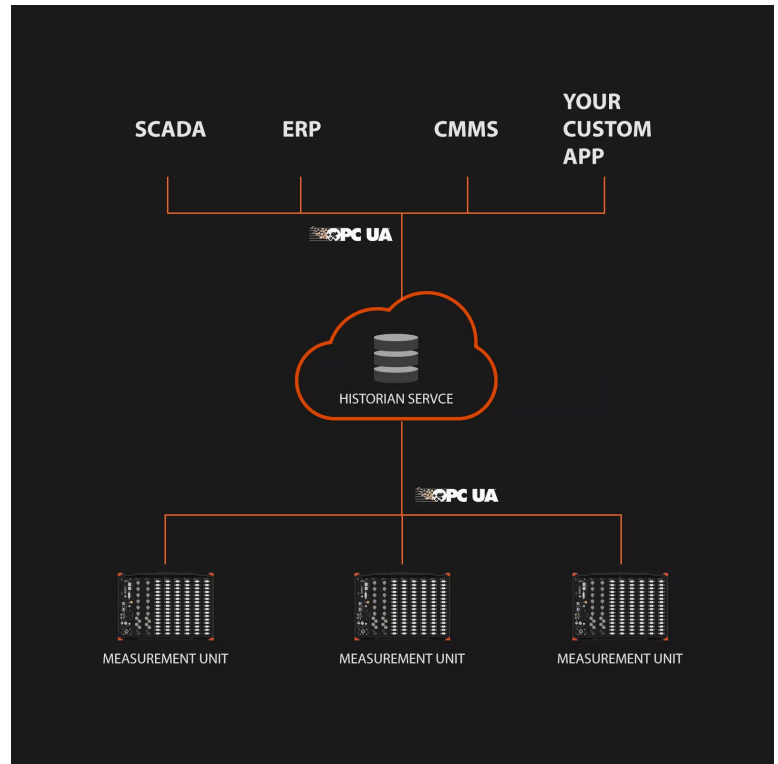 SCADA
ERP
CMMS
YOUR
CUSTOM
APP
OPC UA
HISTORIAN SERVCE
OPC UA
MEASUREMENT UNIT
MEASUREMENT UNIT
MEASUREMENT UNIT